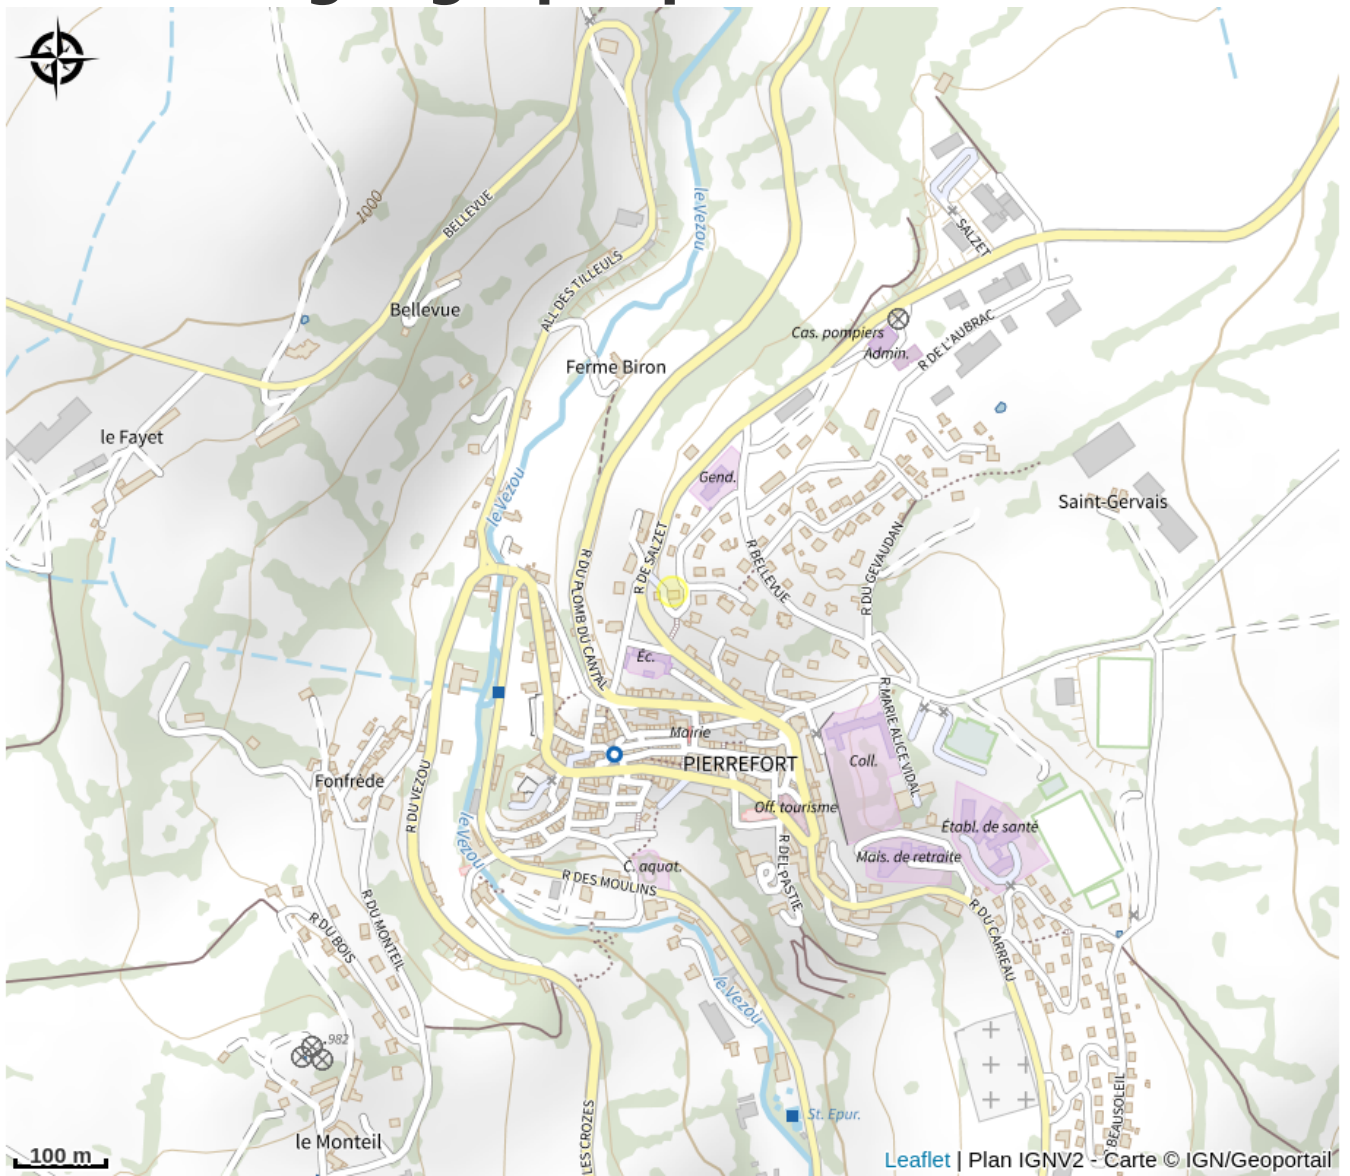 le Vezou
1000
BELLEVUE
SALZET
ALL DES TILLEULS
Bellevue
Cas. pompiers
Admin.
R DE L'AUBRAC
Ferme Biron
le Fayet
Gend.
Saint-Gervais
le Vezou
R DE SALZET
R BELLEVUE
R DU GEVAUDAN
R DU PLOMB DU CANTAL
Éc.
R MARIE ALICE VIDAL
Mairie
PIERREFORT
Coll.
Fonfrède
R DU VEZOU
Off. tourisme
Établ. de santé
le Vezou
C. aquat.
Mais. de retraite
R DES MOULINS
R DEL PASTIE
R DU BOIS
R DU MONTEIL
R DU CARREAU
le Vezou
982
St. Epur.
LES CROZES
BEAUSOLEIL
le Monteil
100 m
Leaflet | Plan IGNV2 - Carte © IGN/Geoportail